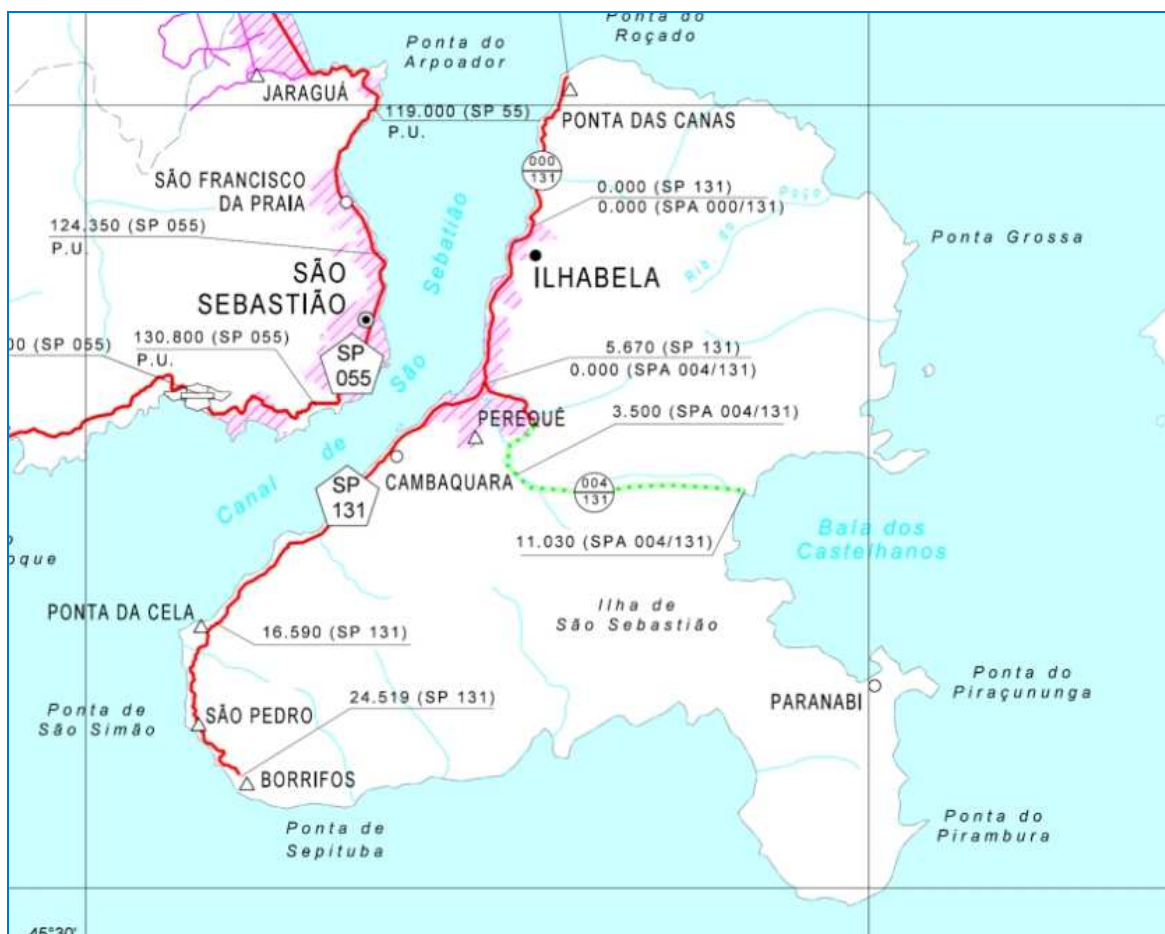 Ponta do
Roçado
Ponta do
Arpoador
JARAGUÁ
119.000 (SP 55)
P.U.
PONTA DAS CANAS
000
131
SÃO FRANCISCO
DA PRAIA
0.000 (SP 131)
0.000 (SPA 000/131)
Rib. do Poço
Ponta Grossa
124.350 (SP 055)
P.U.
SÃO
SEBASTIÃO
ILHABELA
Canal de São Sebatião
00 (SP 055)
130.800 (SP 055)
P.U.
SP
055
5.670 (SP 131)
0.000 (SPA 004/131)
PEREQUÊ
3.500 (SPA 004/131)
CAMBAQUARA
SP
131
004
131
11.030 (SPA 004/131)
Baía dos
Castelhanos
oque
Ilha de
São Sebastião
PONTA DA CELA
16.590 (SP 131)
PARANABI
Ponta do
Piraçununga
24.519 (SP 131)
Ponta de
São Simão
SÃO PEDRO
BORRIFOS
Ponta de
Sepituba
Ponta do
Pirambura
45°30'